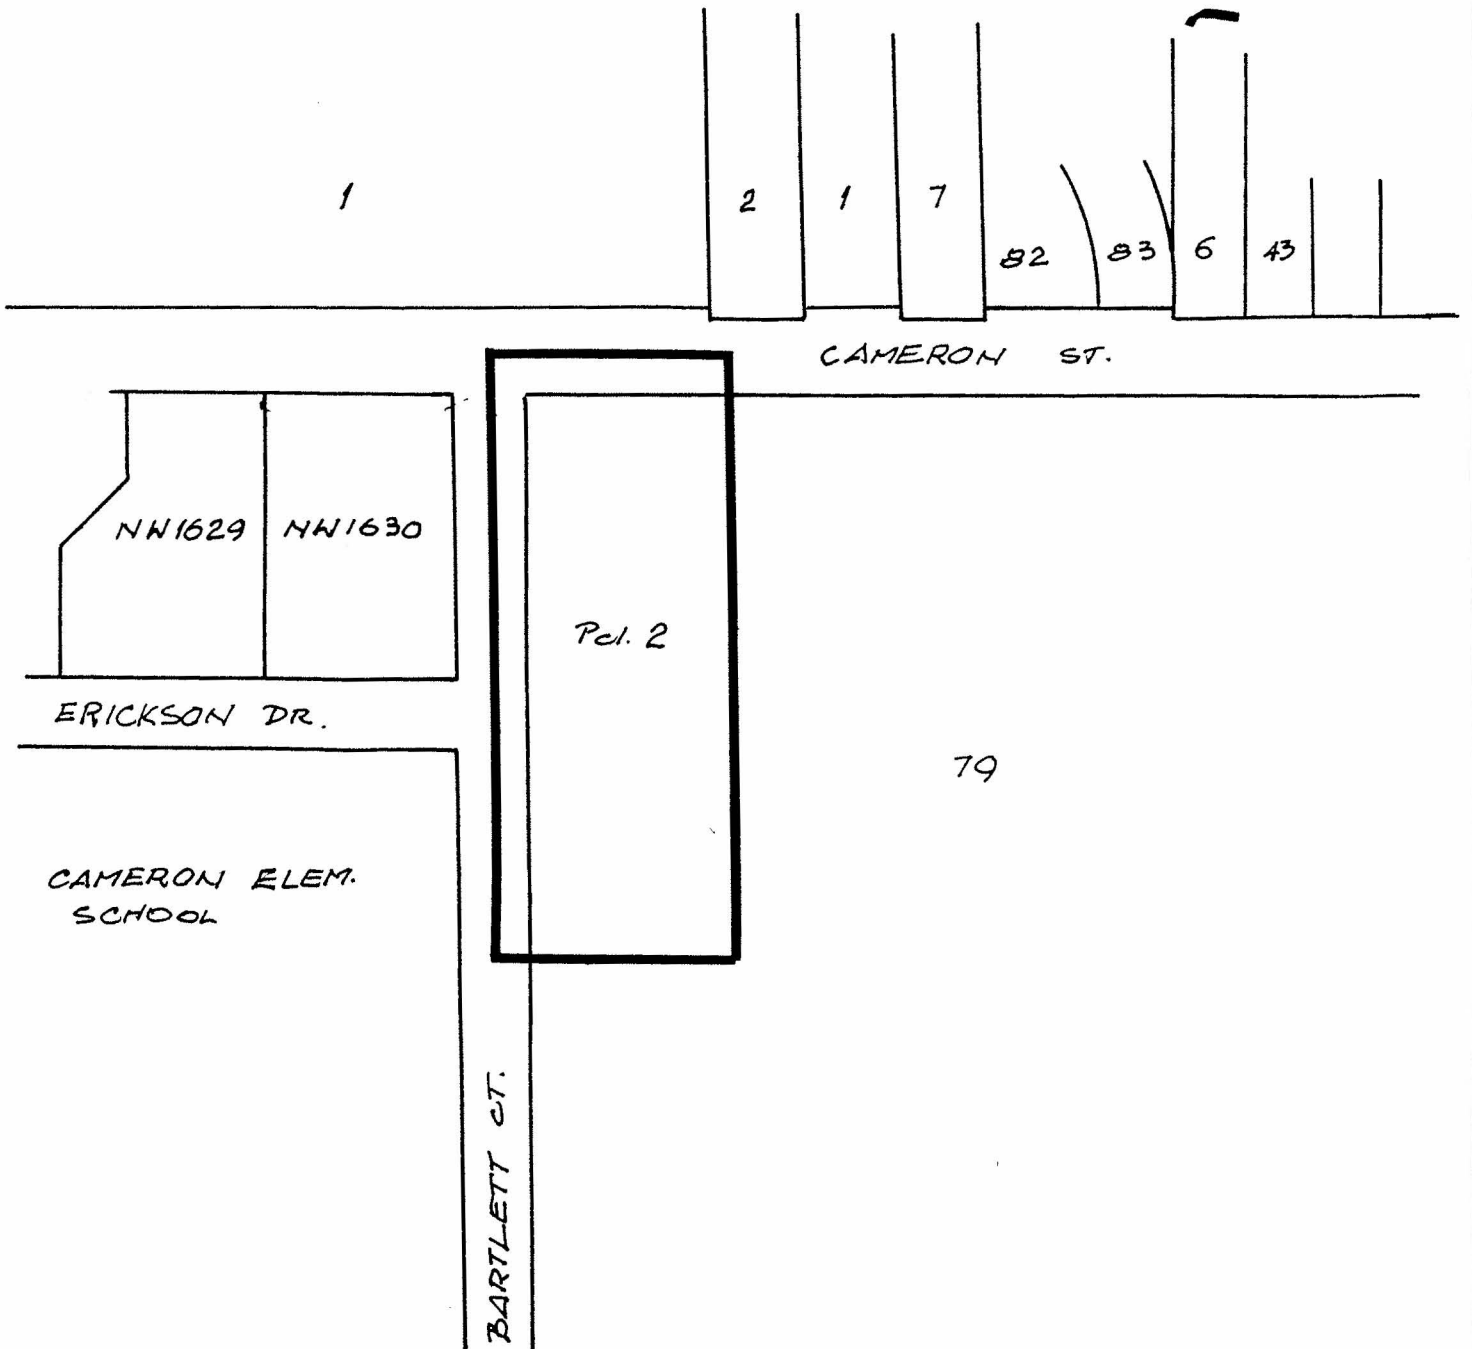 1
2
1
7
82
83
6
43
CAMERON ST.
NW1629
NW1630
Pcl. 2
ERICKSON DR.
79
CAMERON ELEM.
SCHOOL
BARTLETT CT.